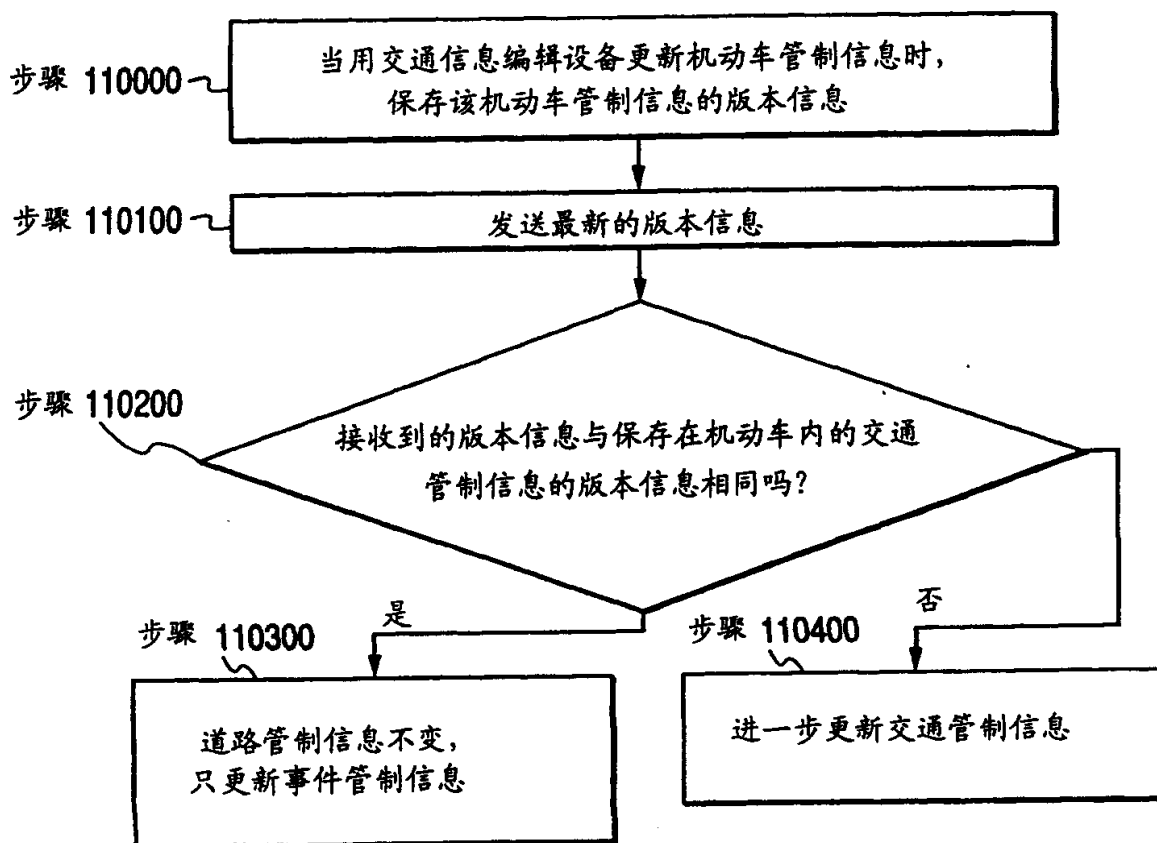 步骤 110000
当用交通信息编辑设备更新机动车管制信息时,
保存该机动车管制信息的版本信息
步骤 110100
发送最新的版本信息
步骤 110200
接收到的版本信息与保存在机动车内的交通
管制信息的版本信息相同吗?
是
否
步骤 110300
步骤 110400
道路管制信息不变,
只更新事件管制信息
进一步更新交通管制信息